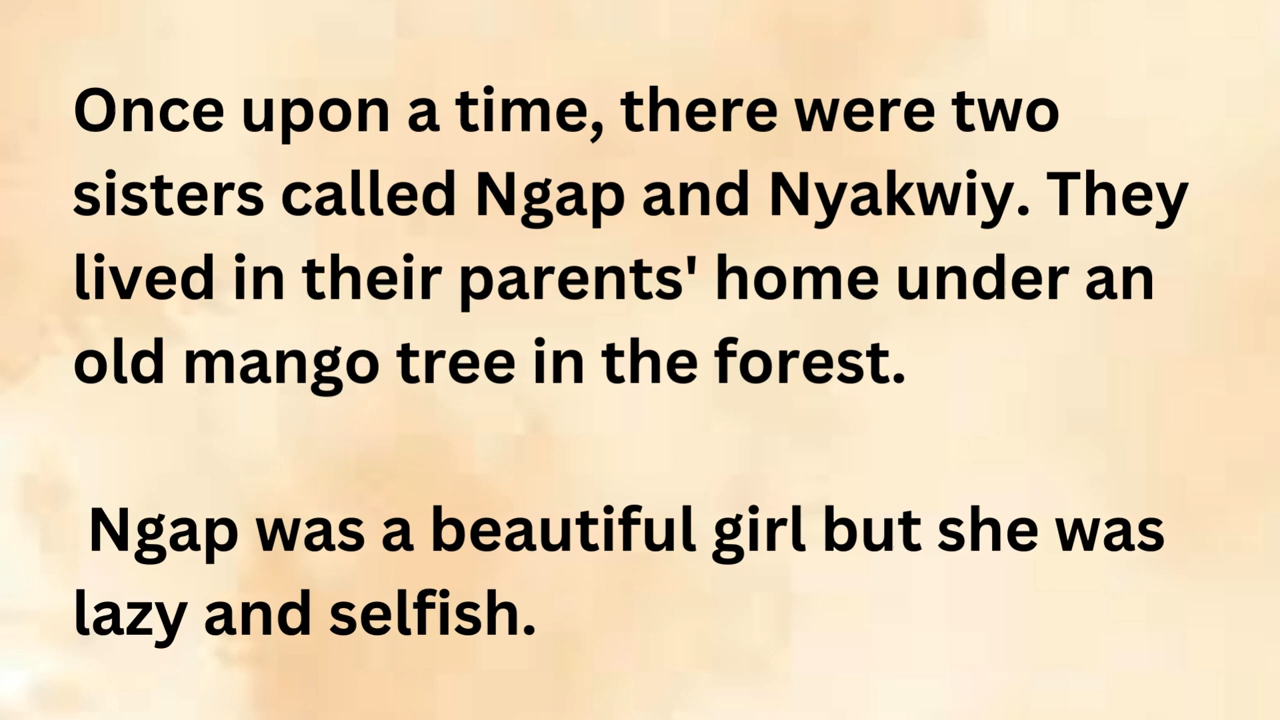 Once upon a time, there were two
sisters called Ngap and Nyakwiy. They
lived in their parents' home under an
old mango tree in the forest.
Ngap was a beautiful girl but she was
lazy and selfish.